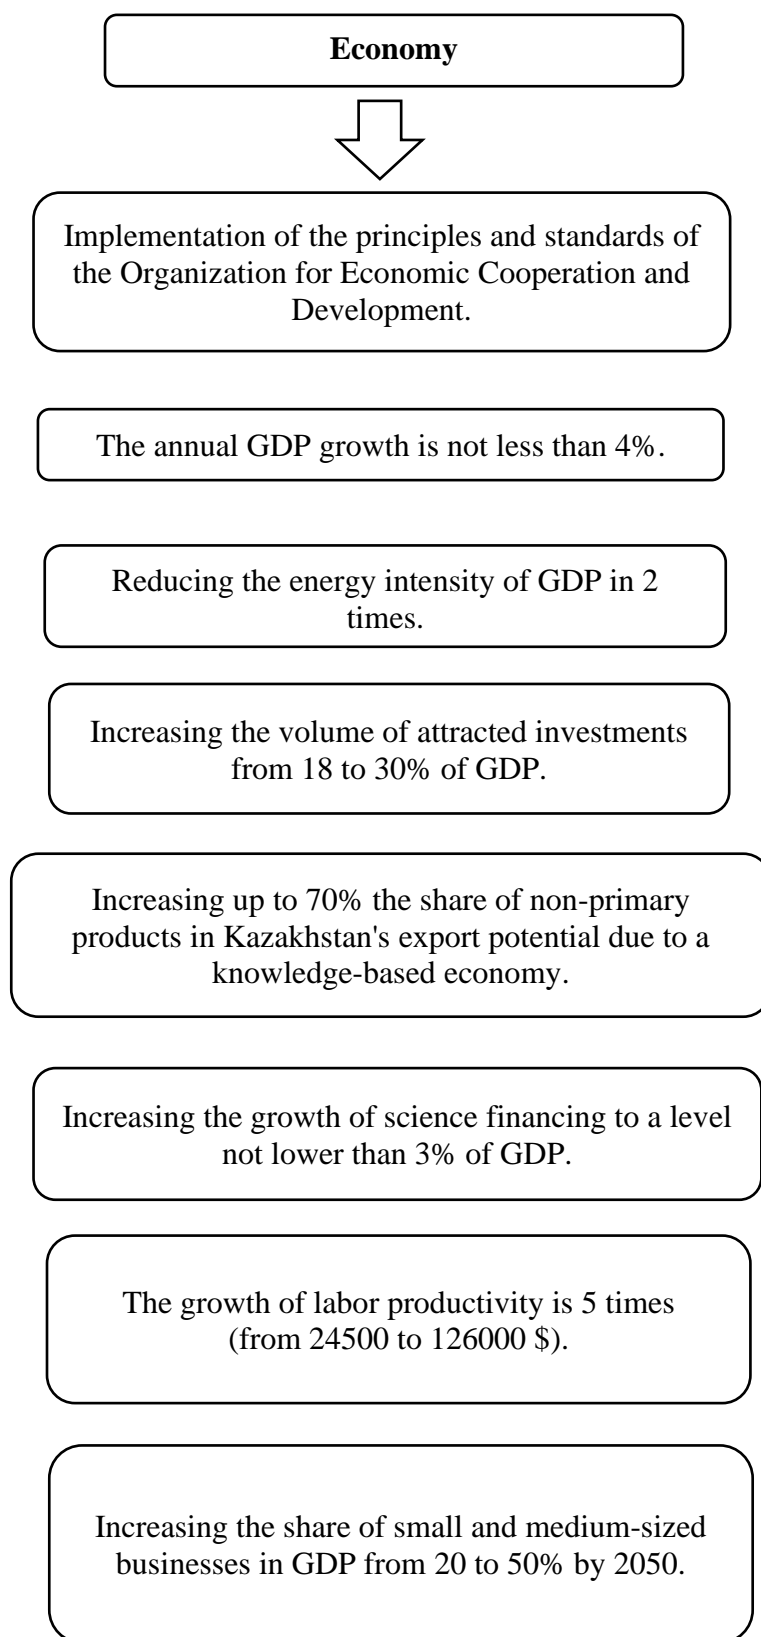 Economy
Implementation of the principles and standards of
the Organization for Economic Cooperation and
Development.
The annual GDP growth is not less than 4%.
Reducing the energy intensity of GDP in 2
times.
Increasing the volume of attracted investments
from 18 to 30% of GDP.
Increasing up to 70% the share of non-primary
products in Kazakhstan's export potential due to a
knowledge-based economy.
Increasing the growth of science financing to a level
not lower than 3% of GDP.
The growth of labor productivity is 5 times
(from 24500 to 126000 $).
Increasing the share of small and medium-sized
businesses in GDP from 20 to 50% by 2050.